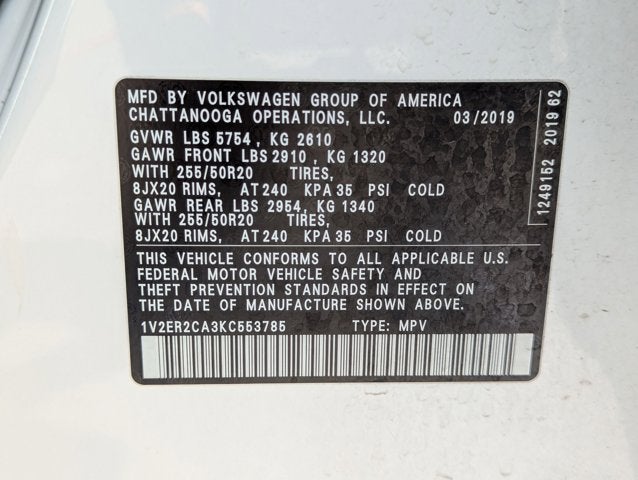 MFD BY VOLKSWAGEN GROUP OF AMERICA
CHATTANOOGA OPERATIONS, LLC. 03/2019
GVWR LBS 5754 , KG 2610
GAWR FRONT LBS 2910 , KG 1320
WITH 255/50R20 TIRES,
8JX20 RIMS, AT 240 KPA 35 PSI COLD
GAWR REAR LBS 2954, KG 1340
WITH 255/50R20 TIRES,
8JX20 RIMS, AT 240 KPA 35 PSI COLD
THIS VEHICLE CONFORMS TO ALL APPLICABLE U.S.
FEDERAL MOTOR VEHICLE SAFETY AND
THEFT PREVENTION STANDARDS IN EFFECT ON
THE DATE OF MANUFACTURE SHOWN ABOVE.
1V2ER2CA3KC553785 TYPE: MPV
1249152 2019 62